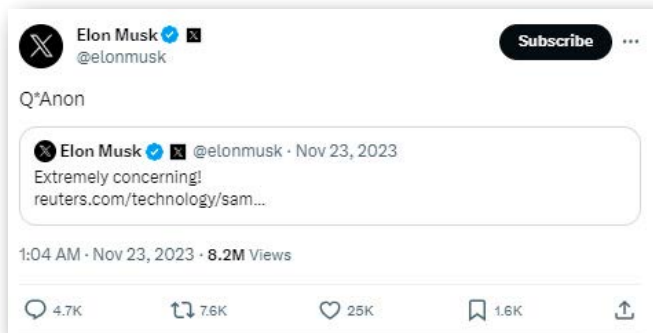 Elon Musk
@elonmusk
Subscribe
Q*Anon
Elon Musk @elonmusk · Nov 23, 2023
Extremely concerning!
reuters.com/technology/sam...
1:04 AM · Nov 23, 2023 · 8.2M Views
4.7K 7.6K 25K 1.6K